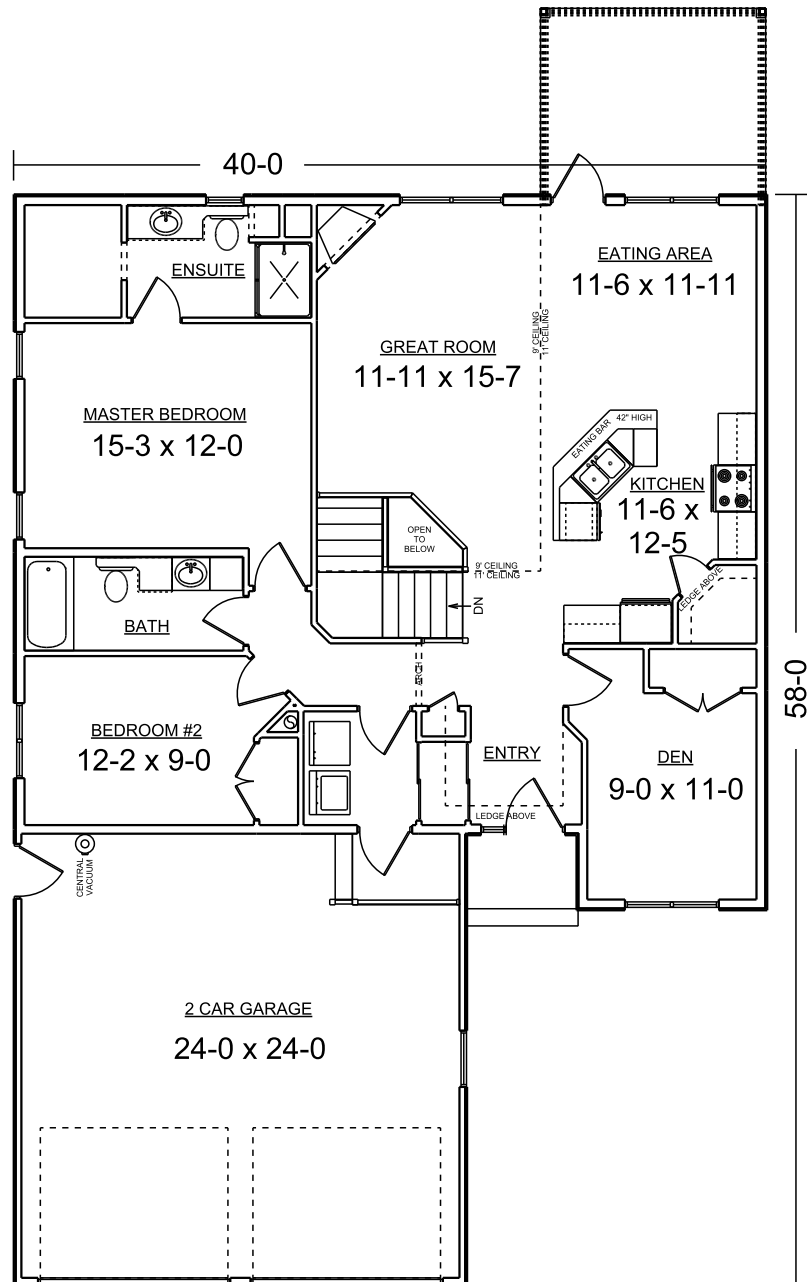 40-0
ENSUITE
EATING AREA
11-6 x 11-11
9' CEILING
11' CEILING
GREAT ROOM
11-11 x 15-7
MASTER BEDROOM
15-3 x 12-0
EATING BAR
42" HIGH
KITCHEN
11-6 x
12-5
OPEN
TO
BELOW
9' CEILING
11' CEILING
LEDGE ABOVE
DN
BATH
ARCH
58-0
BEDROOM #2
12-2 x 9-0
ENTRY
DEN
9-0 x 11-0
LEDGE ABOVE
CENTRAL
VACUUM
2 CAR GARAGE
24-0 x 24-0